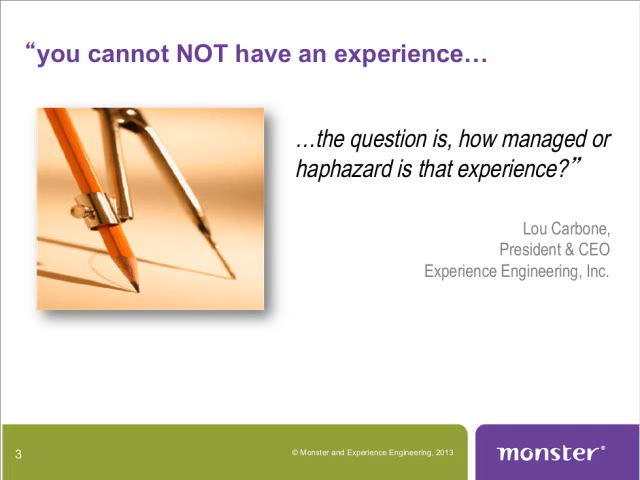 “you cannot NOT have an experience…
…the question is, how managed or
haphazard is that experience?”
Lou Carbone,
President & CEO
Experience Engineering, Inc.
3
© Monster and Experience Engineering, 2013
monster®